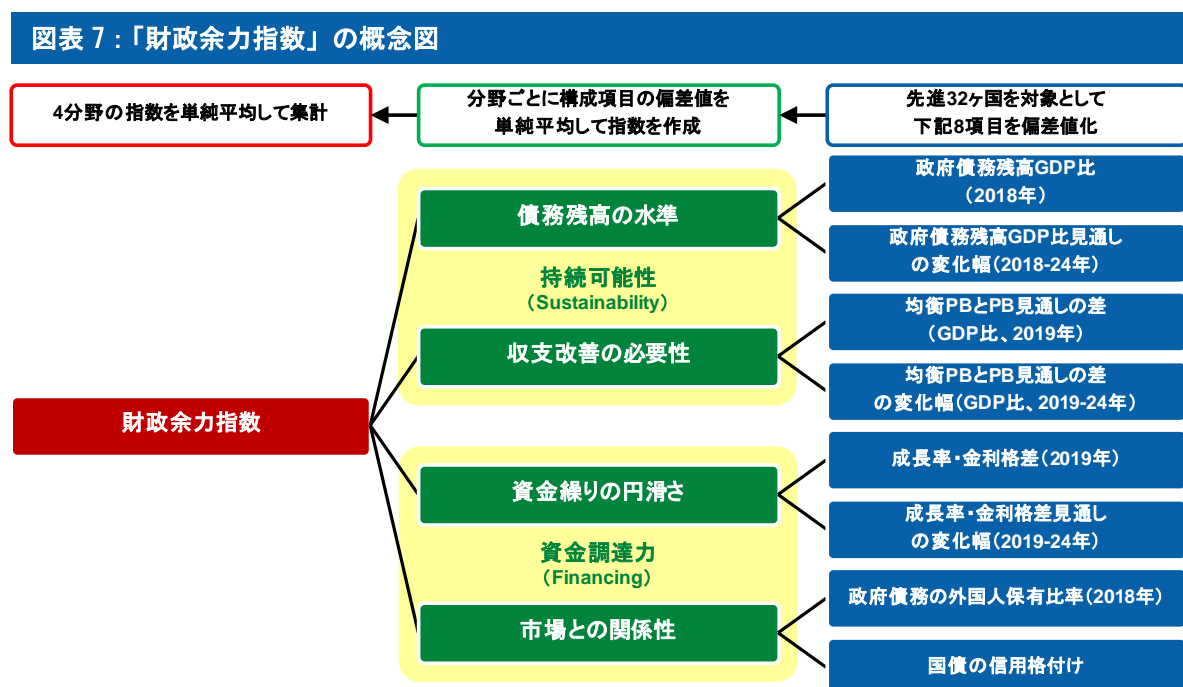 図表 7：「財政余力指数」の概念図
4分野の指数を単純平均して集計
分野ごとに構成項目の偏差値を
単純平均して指数を作成
先進32ヶ国を対象として
下記8項目を偏差値化
財政余力指数
債務残高の水準
持続可能性
（Sustainability）
収支改善の必要性
資金繰りの円滑さ
資金調達力
（Financing）
市場との関係性
政府債務残高GDP比
（2018年）
政府債務残高GDP比見通し
の変化幅（2018-24年）
均衡PBとPB見通しの差
（GDP比、2019年）
均衡PBとPB見通しの差
の変化幅（GDP比、2019-24年）
成長率・金利格差（2019年）
成長率・金利格差見通し
の変化幅（2019-24年）
政府債務の外国人保有比率（2018年）
国債の信用格付け